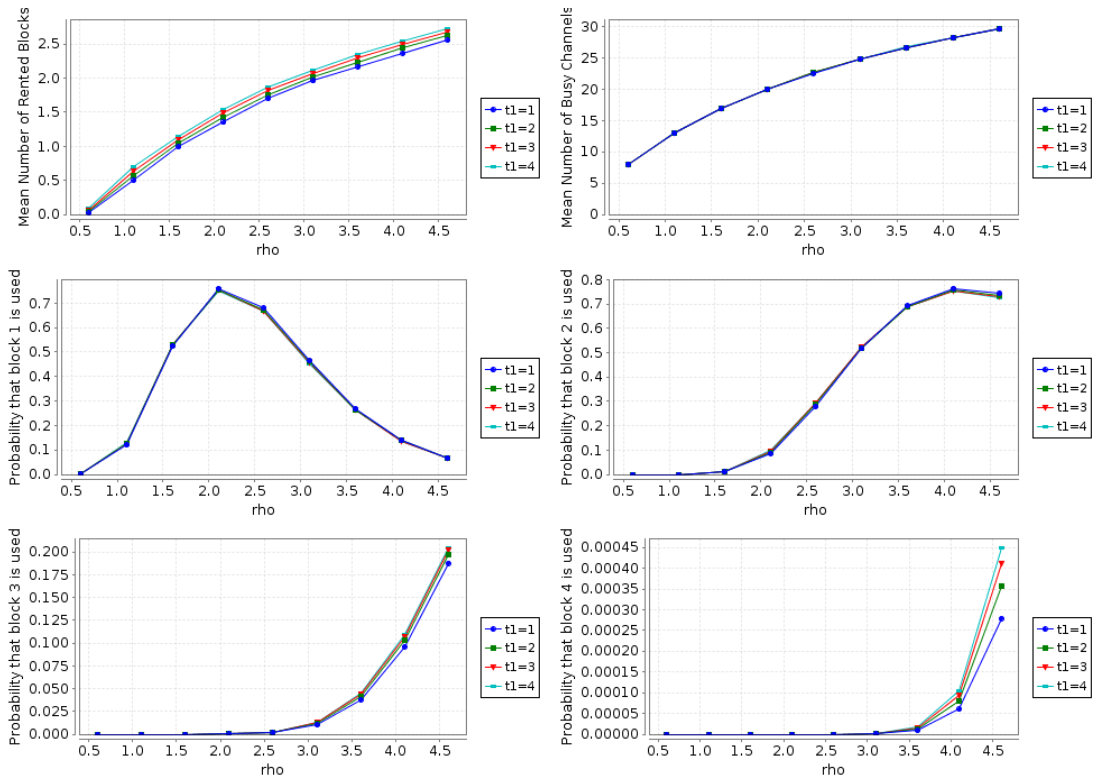 Mean Number of Rented Blocks
2.5
2.0
1.5
1.0
0.5
0.0
0.5 1.0 1.5 2.0 2.5 3.0 3.5 4.0 4.5
rho
t1=1
t1=2
t1=3
t1=4
Mean Number of Busy Channels
30
25
20
15
10
5
0
0.5 1.0 1.5 2.0 2.5 3.0 3.5 4.0 4.5
rho
t1=1
t1=2
t1=3
t1=4
Probability that block 1 is used
0.7
0.6
0.5
0.4
0.3
0.2
0.1
0.0
0.5 1.0 1.5 2.0 2.5 3.0 3.5 4.0 4.5
rho
t1=1
t1=2
t1=3
t1=4
Probability that block 2 is used
0.8
0.7
0.6
0.5
0.4
0.3
0.2
0.1
0.0
0.5 1.0 1.5 2.0 2.5 3.0 3.5 4.0 4.5
rho
t1=1
t1=2
t1=3
t1=4
Probability that block 3 is used
0.200
0.175
0.150
0.125
0.100
0.075
0.050
0.025
0.000
0.5 1.0 1.5 2.0 2.5 3.0 3.5 4.0 4.5
rho
t1=1
t1=2
t1=3
t1=4
Probability that block 4 is used
0.00045
0.00040
0.00035
0.00030
0.00025
0.00020
0.00015
0.00010
0.00005
0.00000
0.5 1.0 1.5 2.0 2.5 3.0 3.5 4.0 4.5
rho
t1=1
t1=2
t1=3
t1=4